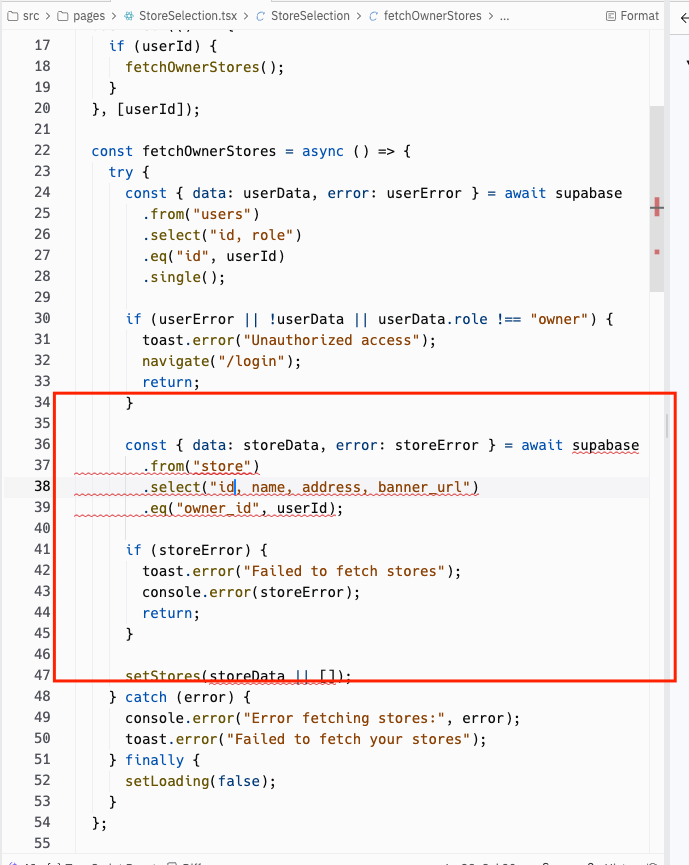 src > pages > StoreSelection.tsx > StoreSelection > fetchOwnerStores > ... Format
17 if (userId) {
18 fetchOwnerStores();
19 }
20 }, [userId]);
21
22 const fetchOwnerStores = async () => {
23 try {
24 const { data: userData, error: userError } = await supabase
25 .from("users")
26 .select("id, role")
27 .eq("id", userId)
28 .single();
29
30 if (userError || !userData || userData.role !== "owner") {
31 toast.error("Unauthorized access");
32 navigate("/login");
33 return;
34 }
35
36 const { data: storeData, error: storeError } = await supabase
37 .from("store")
38 .select("id, name, address, banner_url")
39 .eq("owner_id", userId);
40
41 if (storeError) {
42 toast.error("Failed to fetch stores");
43 console.error(storeError);
44 return;
45 }
46
47 setStores(storeData || []);
48 } catch (error) {
49 console.error("Error fetching stores:", error);
50 toast.error("Failed to fetch your stores");
51 } finally {
52 setLoading(false);
53 }
54 };
55